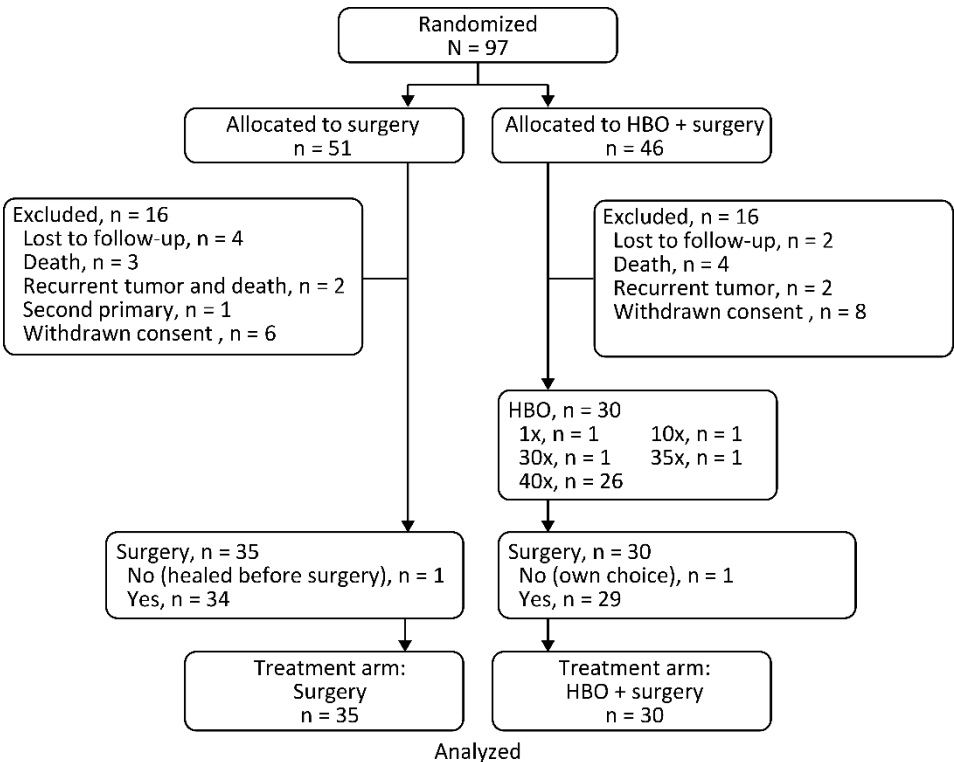 Randomized
N = 97
Allocated to surgery
n = 51
Allocated to HBO + surgery
n = 46
Excluded, n = 16
Lost to follow-up, n = 4
Death, n = 3
Recurrent tumor and death, n = 2
Second primary, n = 1
Withdrawn consent , n = 6
Excluded, n = 16
Lost to follow-up, n = 2
Death, n = 4
Recurrent tumor, n = 2
Withdrawn consent , n = 8
HBO, n = 30
1x, n = 1 10x, n = 1
30x, n = 1 35x, n = 1
40x, n = 26
Surgery, n = 35
No (healed before surgery), n = 1
Yes, n = 34
Surgery, n = 30
No (own choice), n = 1
Yes, n = 29
Treatment arm:
Surgery
n = 35
Treatment arm:
HBO + surgery
n = 30
Analyzed